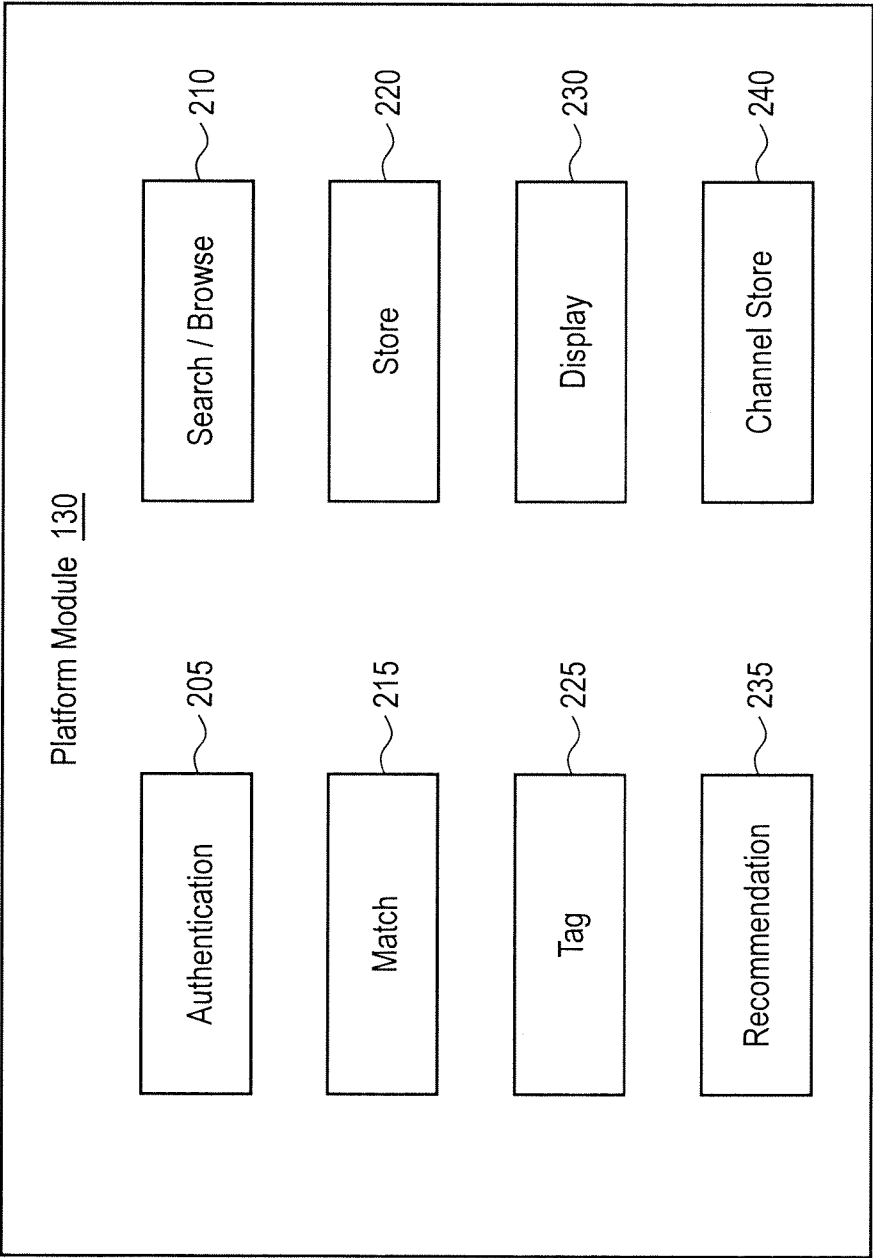 Platform Module 130
Authentication 205
Search / Browse 210
Match 215
Store 220
Tag 225
Display 230
Recommendation 235
Channel Store 240